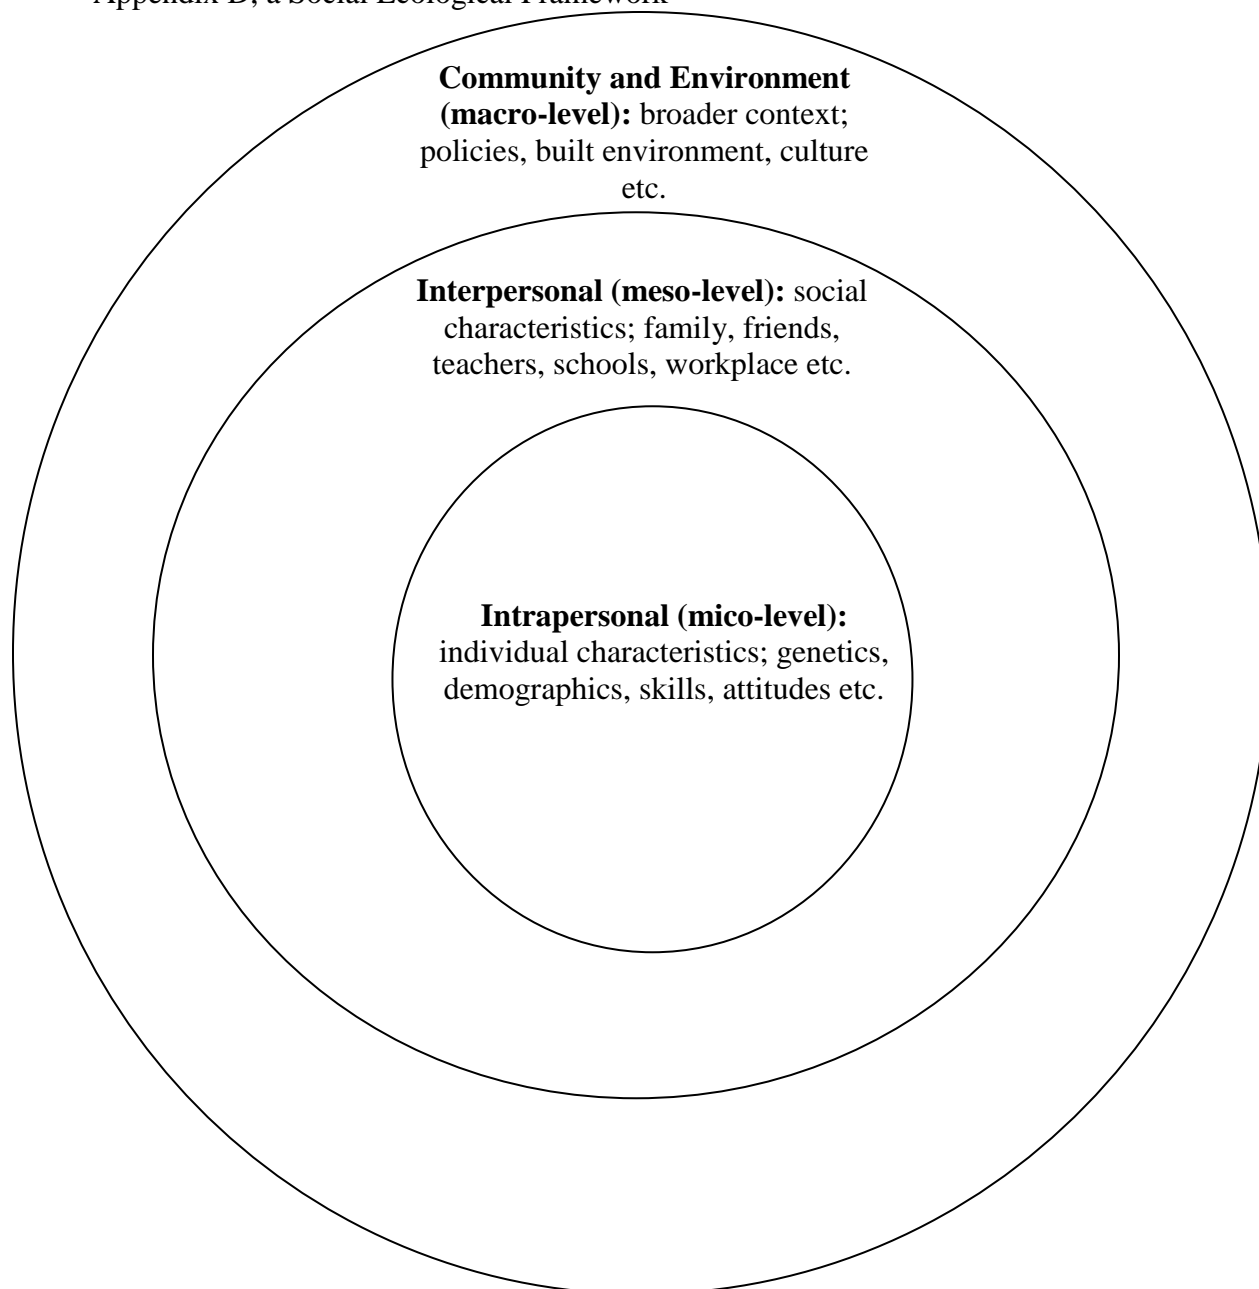 Appendix D, a Social Ecological Framework
Community and Environment
(macro-level): broader context;
policies, built environment, culture
etc.
Interpersonal (meso-level): social
characteristics; family, friends,
teachers, schools, workplace etc.
Intrapersonal (mico-level):
individual characteristics; genetics,
demographics, skills, attitudes etc.